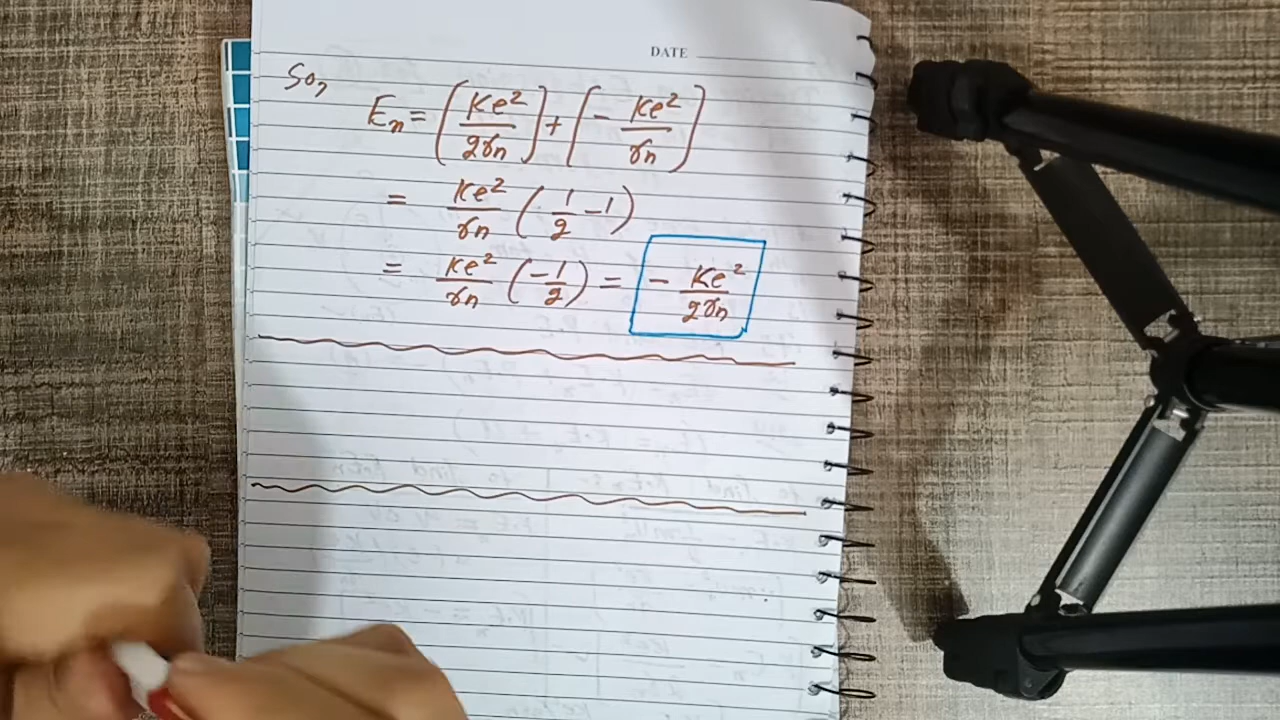 DATE
So,
Eₙ = (Ke²/2rₙ) + (-Ke²/rₙ)
= Ke²/rₙ (1/2 - 1)
= Ke²/rₙ (-1/2) = -Ke²/2rₙ